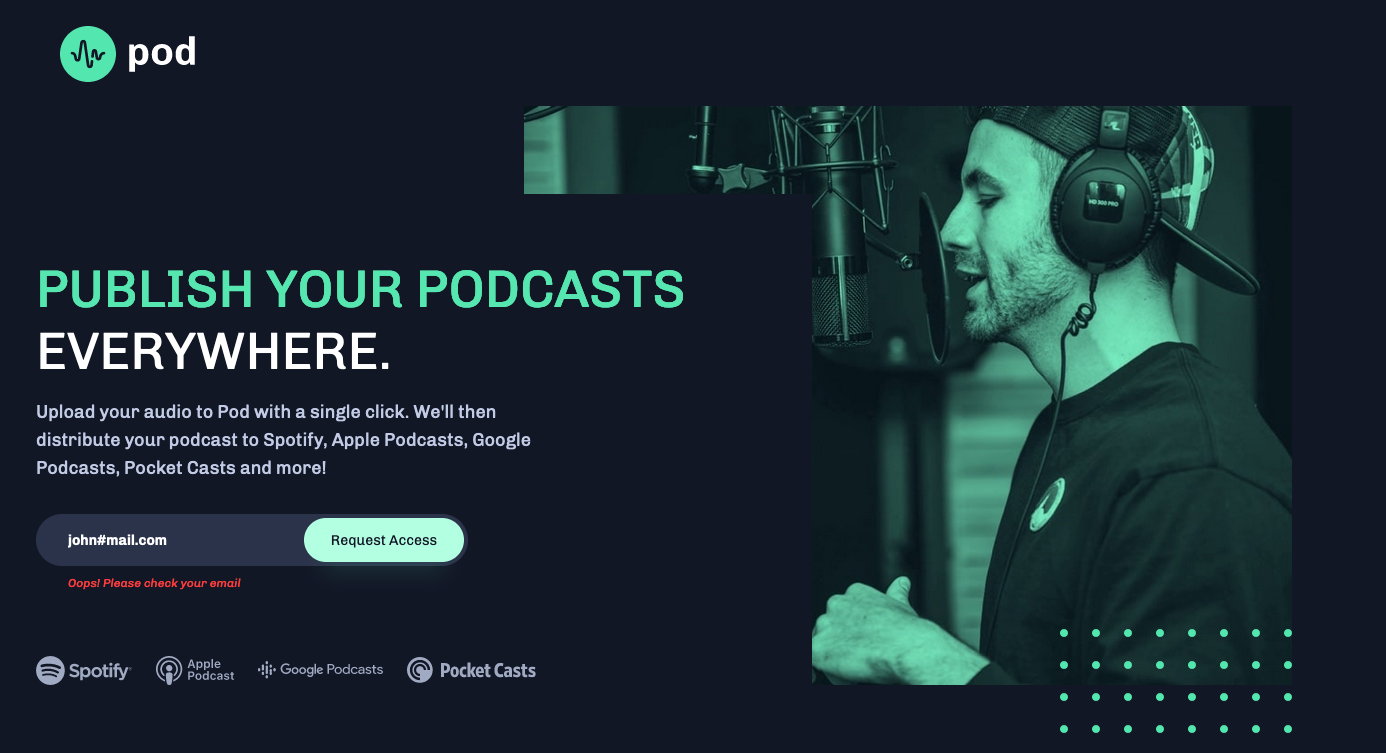 pod
HD 300 PRO
PUBLISH YOUR PODCASTS
EVERYWHERE.
Upload your audio to Pod with a single click. We'll then
distribute your podcast to Spotify, Apple Podcasts, Google
Podcasts, Pocket Casts and more!
john#mail.com
Request Access
Oops! Please check your email
Spotify
Apple
Podcast
Google Podcasts
Pocket Casts